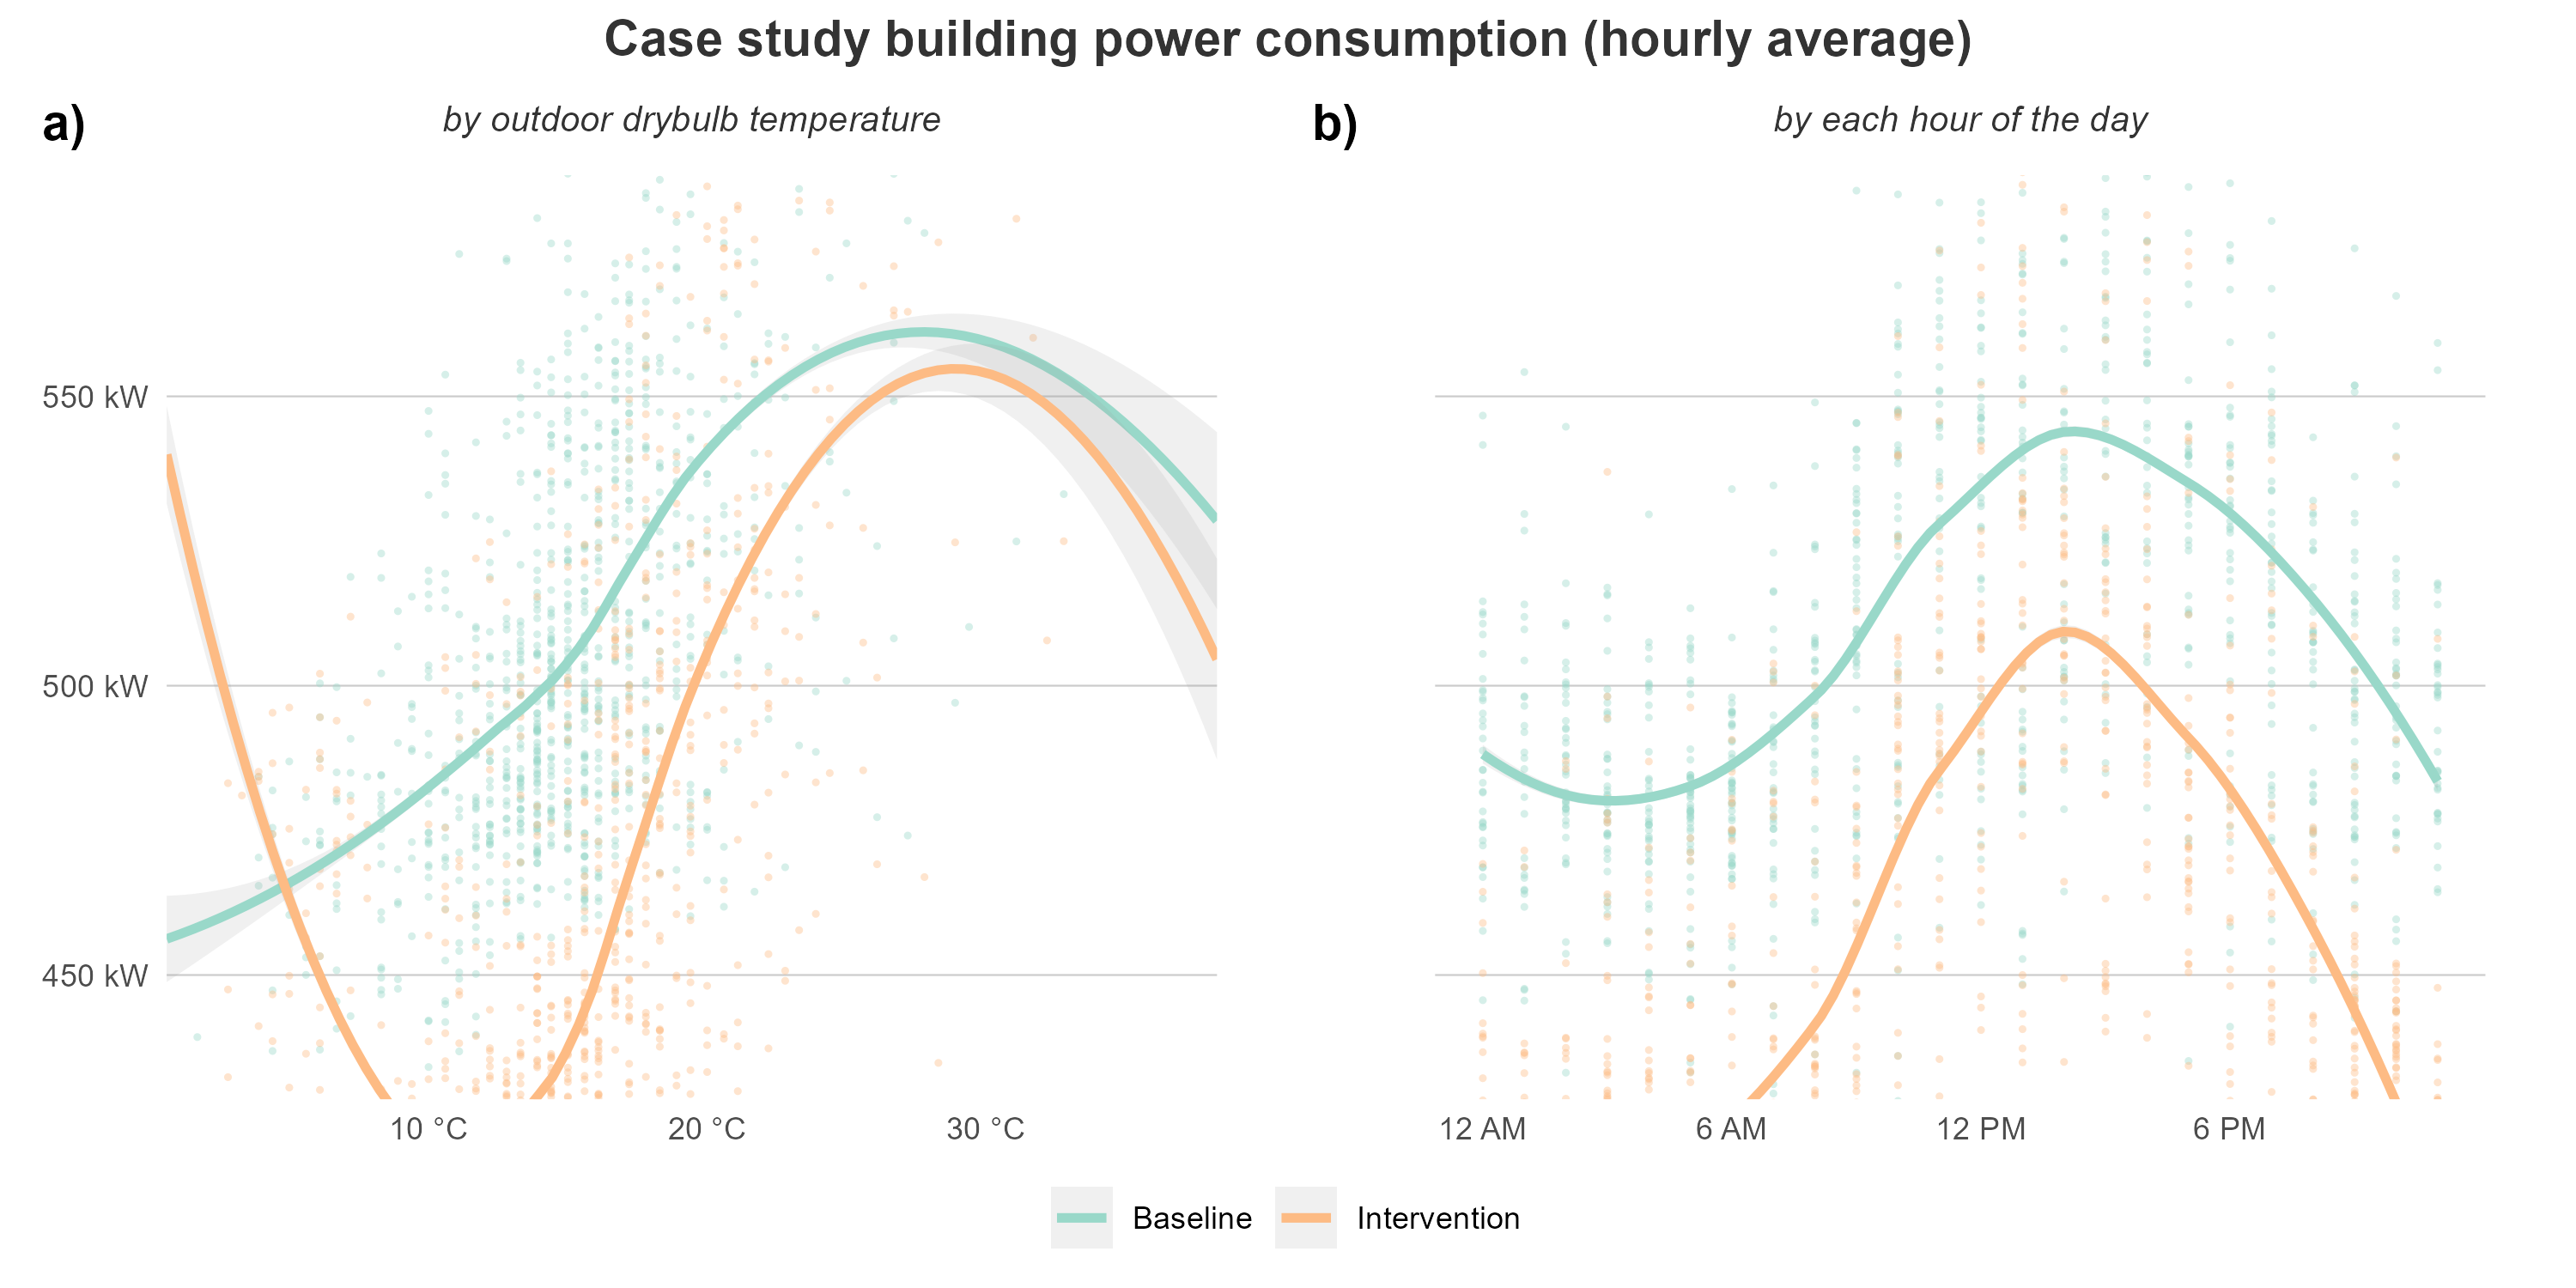 Case study building power consumption (hourly average)
a)
by outdoor drybulb temperature
b)
by each hour of the day
550 kW
500 kW
450 kW
10 °C
20 °C
30 °C
12 AM
6 AM
12 PM
6 PM
Baseline
Intervention